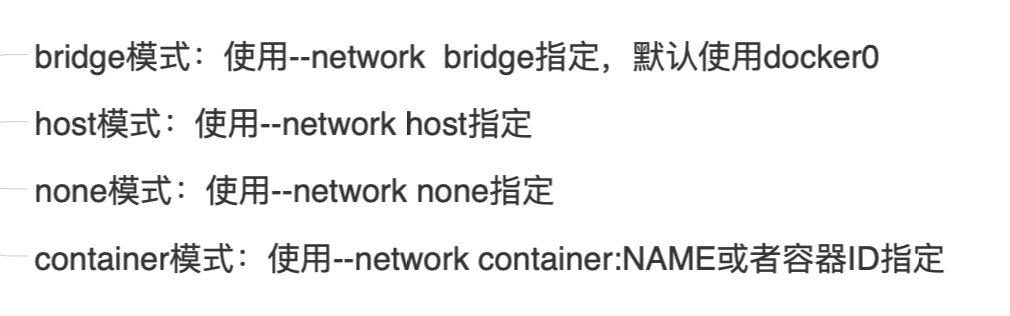 bridge模式：使用--network  bridge指定，默认使用docker0
host模式：使用--network host指定
none模式：使用--network none指定
container模式：使用--network container:NAME或者容器ID指定